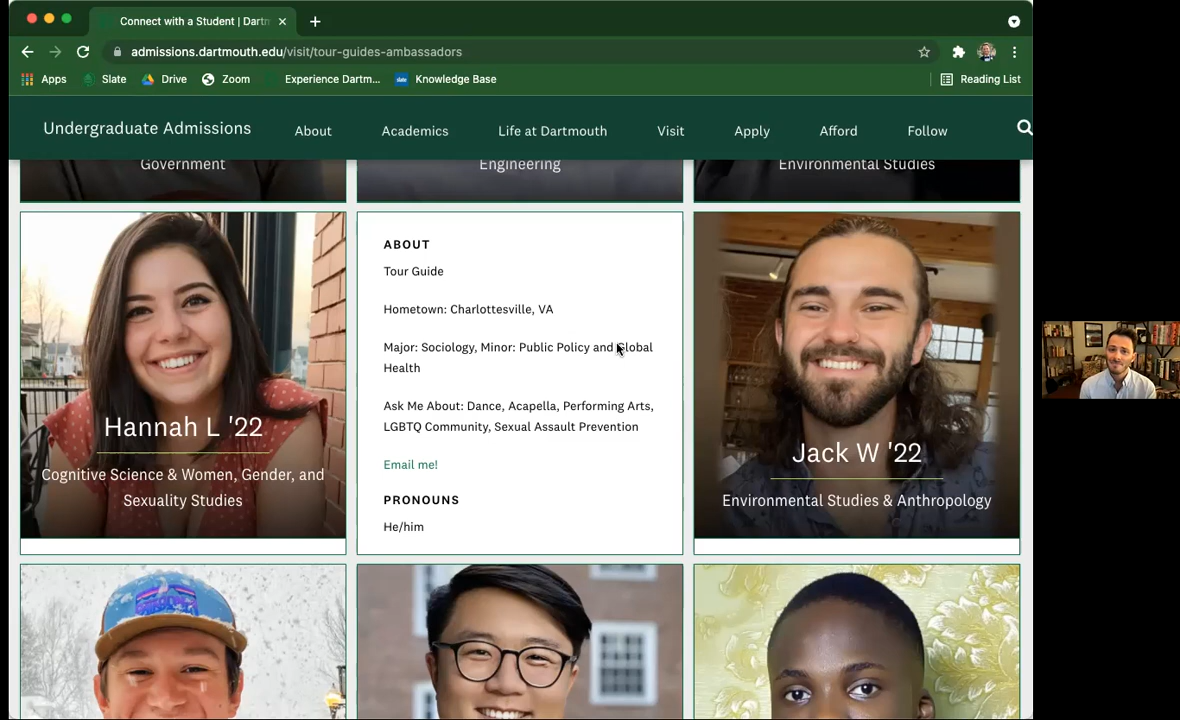 Connect with a Student | Dartm
admissions.dartmouth.edu/visit/tour-guides-ambassadors
Apps Slate Drive Zoom Experience Dartm... Knowledge Base Reading List
Undergraduate Admissions About Academics Life at Dartmouth Visit Apply Afford Follow
Government Engineering Environmental Studies
Hannah L '22
Cognitive Science & Women, Gender, and
Sexuality Studies
ABOUT
Tour Guide
Hometown: Charlottesville, VA
Major: Sociology, Minor: Public Policy and Global
Health
Ask Me About: Dance, Acapella, Performing Arts,
LGBTQ Community, Sexual Assault Prevention
Email me!
PRONOUNS
He/him
Jack W '22
Environmental Studies & Anthropology